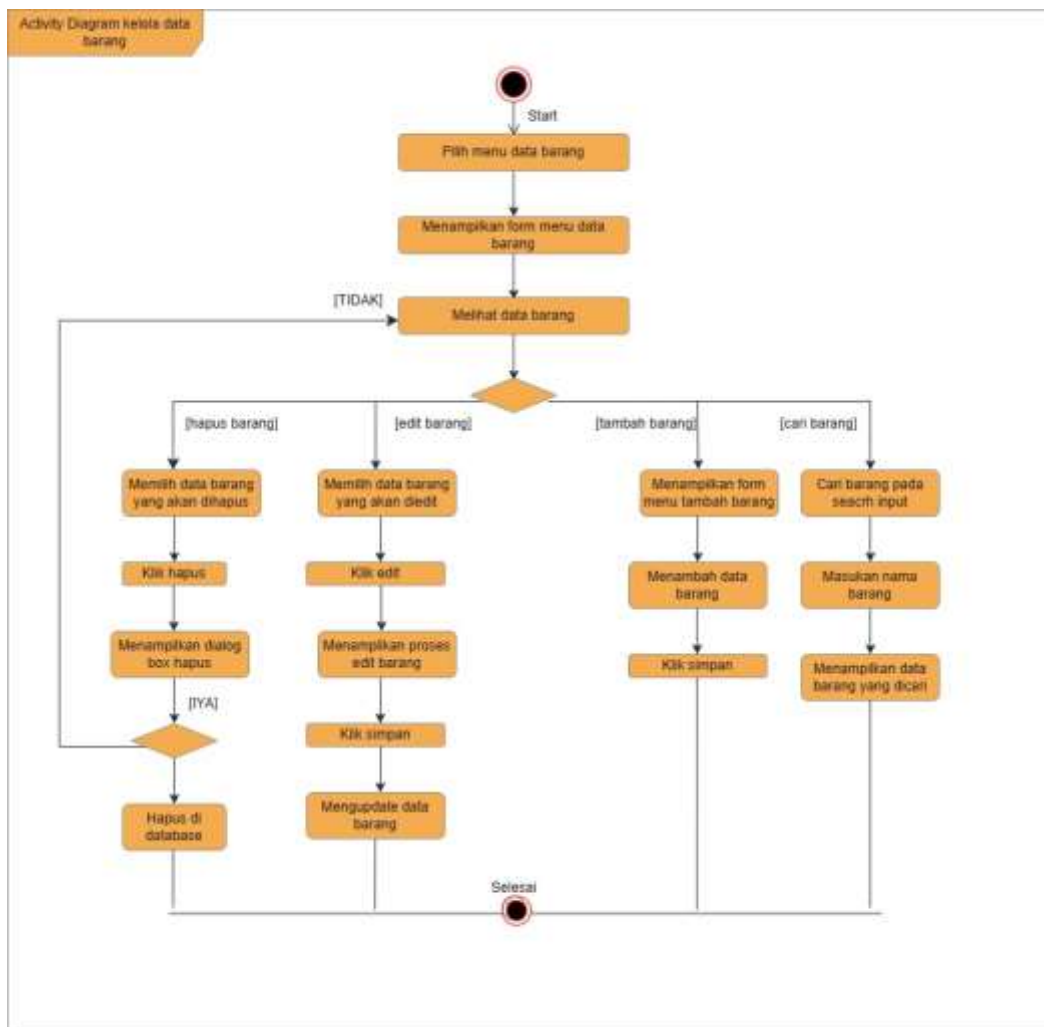 Activity Diagram kelola data
barang
Start
Pilih menu data barang
Menampilkan form menu data
barang
[TIDAK]
Melihat data barang
[hapus barang]
[edit barang]
[tambah barang]
[cari barang]
Memilih data barang
yang akan dihapus
Memilih data barang
yang akan diedit
Menampilkan form
menu tambah barang
Cari barang pada
seacrh input
Klik hapus
Klik edit
Menambah data
barang
Masukan nama
barang
Menampilkan dialog
box hapus
Menampilkan proses
edit barang
Klik simpan
Menampilkan data
barang yang dicari
[IYA]
Klik simpan
Hapus di
database
Mengupdate data
barang
Selesai